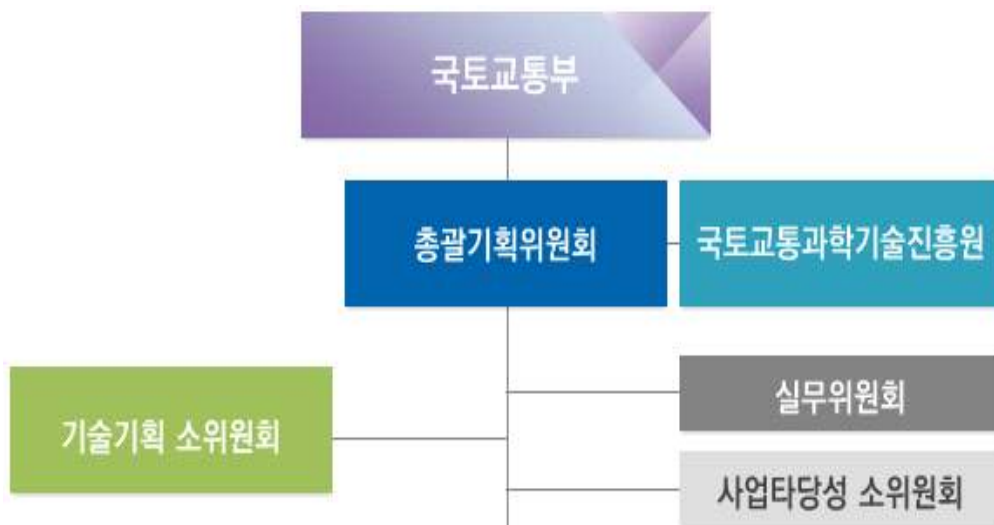 국토교통부
총괄기획위원회
국토교통과학기술진흥원
실무위원회
기술기획 소위원회
사업타당성 소위원회